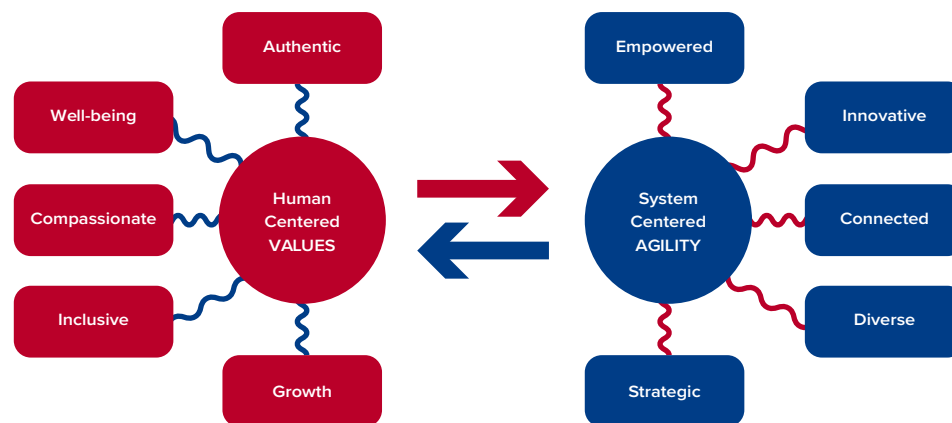 Authentic
Well-being
Compassionate
Inclusive
Growth
Human
Centered
VALUES
Empowered
Innovative
Connected
Diverse
Strategic
System
Centered
AGILITY